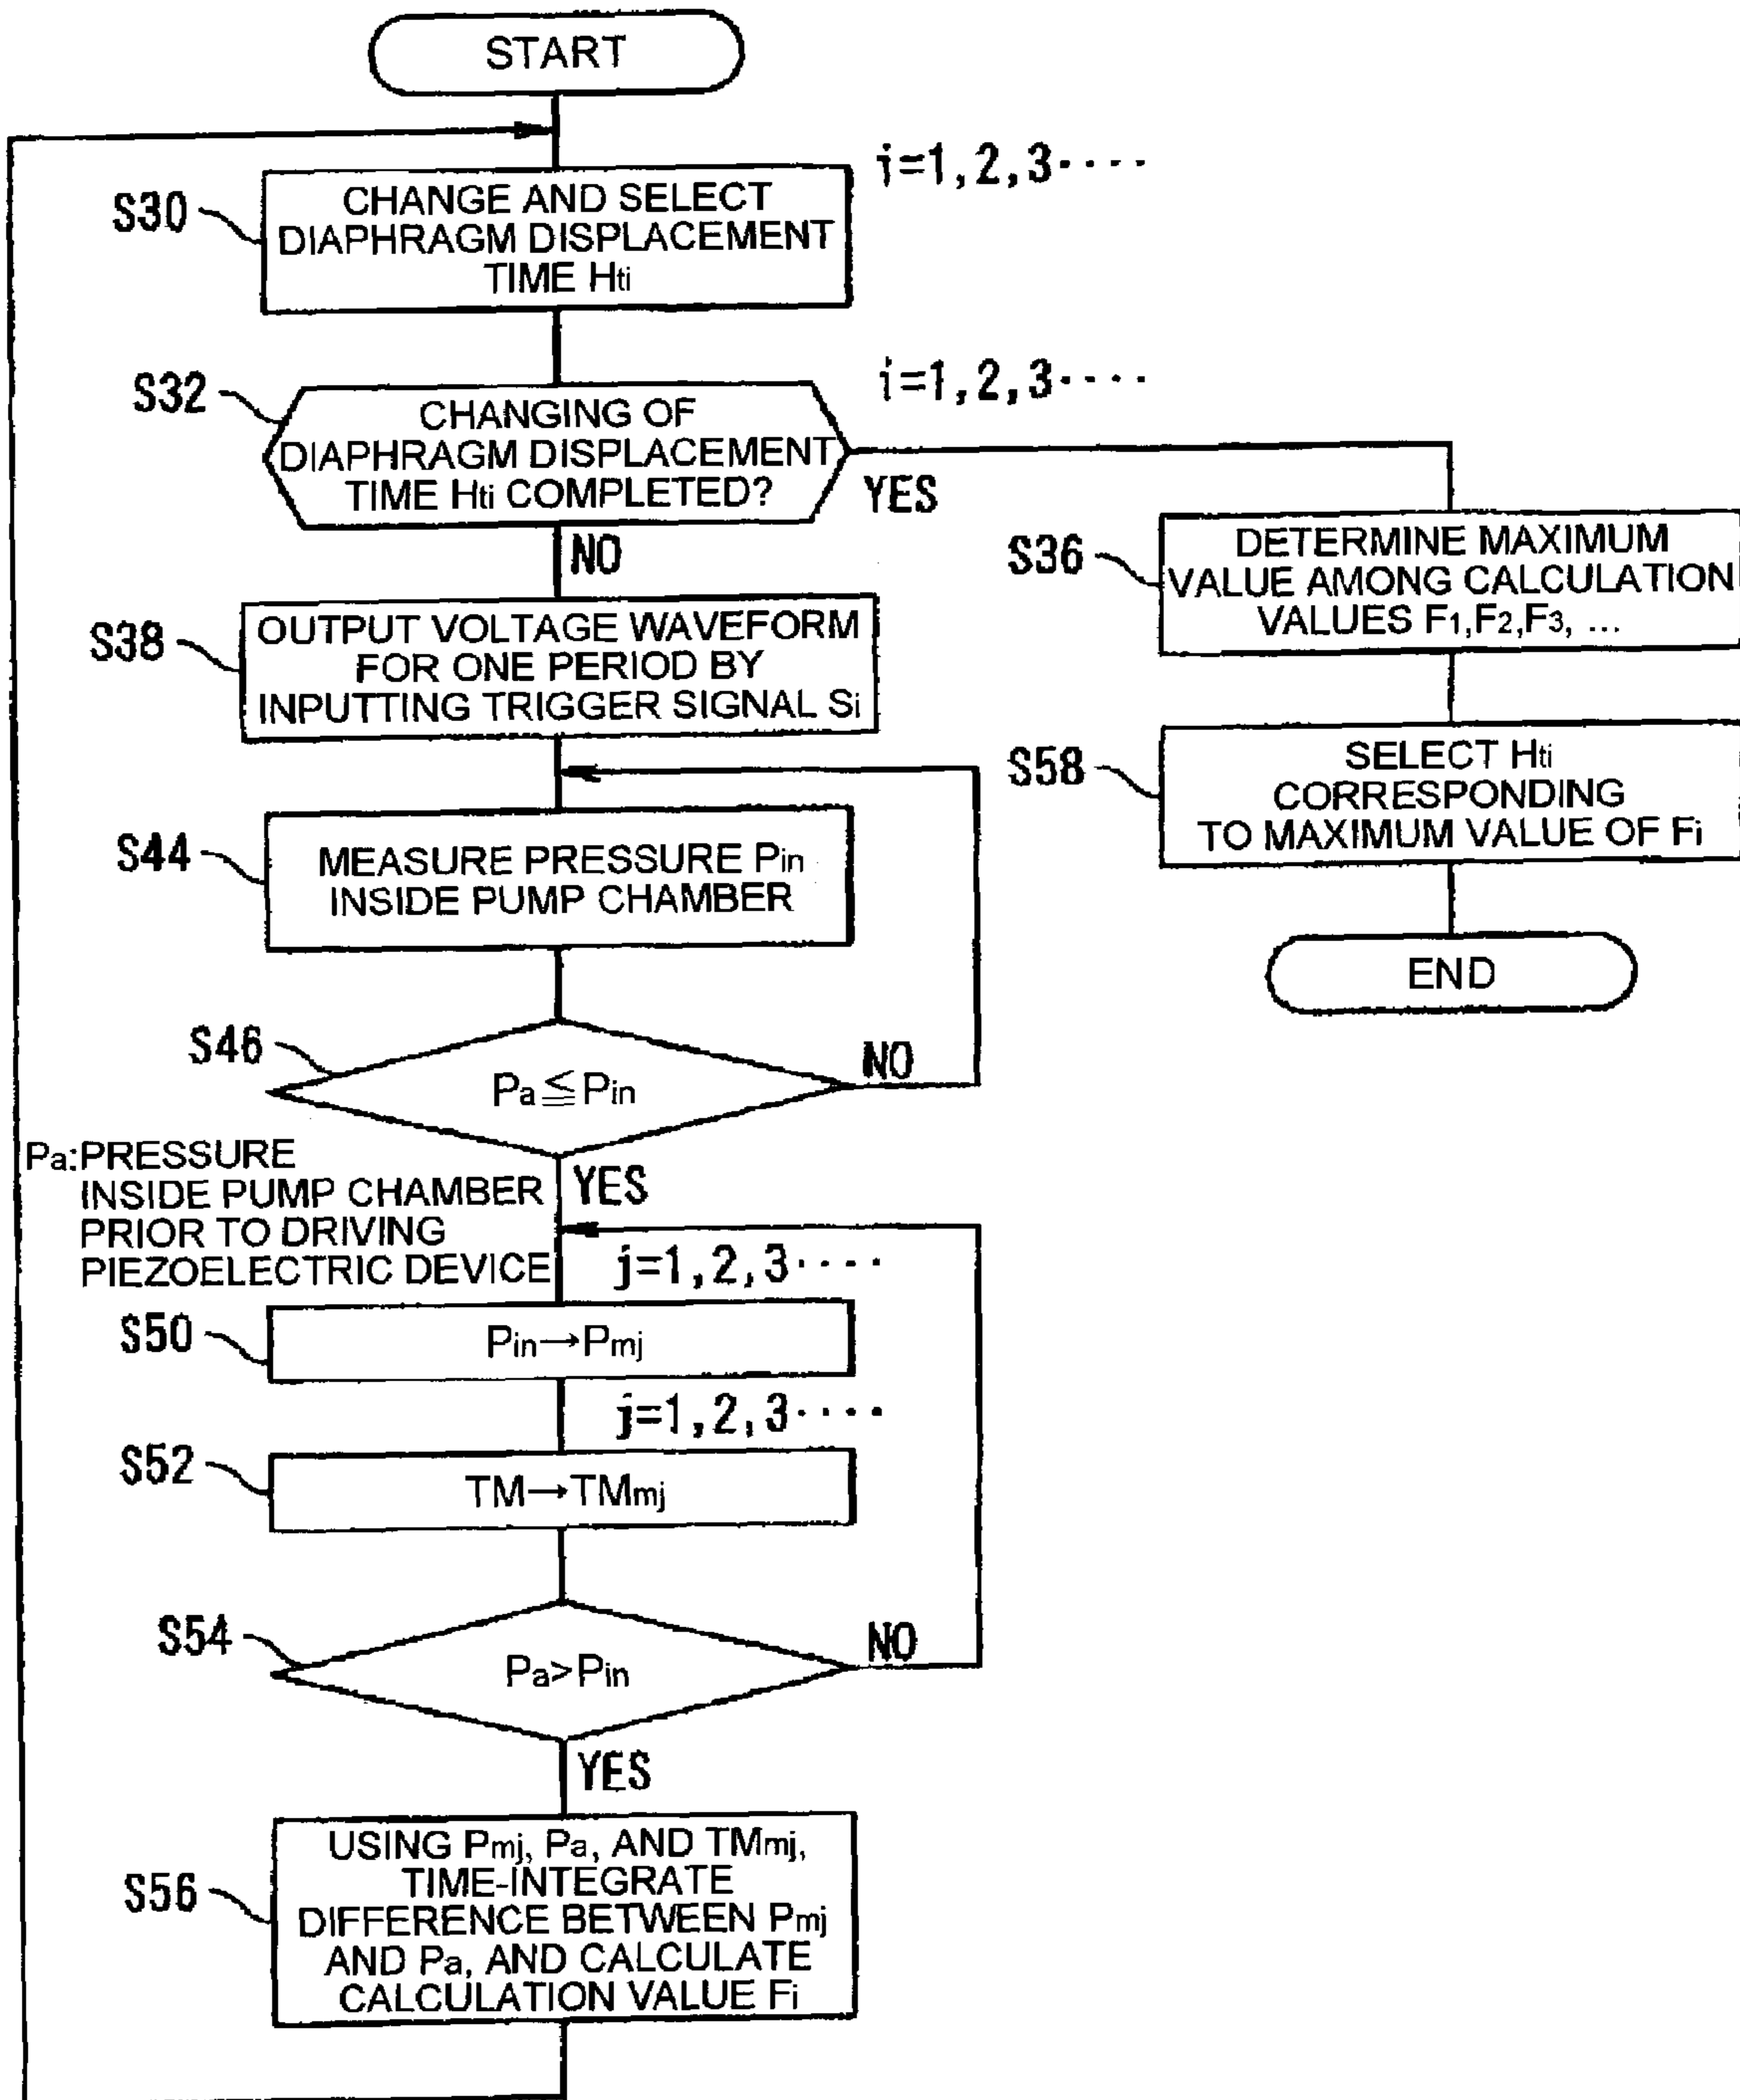 START
i=1,2,3····
S30
CHANGE AND SELECT
DIAPHRAGM DISPLACEMENT
TIME Hti
i=1,2,3····
S32
CHANGING OF
DIAPHRAGM DISPLACEMENT
TIME Hti COMPLETED?
YES
NO
S36
DETERMINE MAXIMUM
VALUE AMONG CALCULATION
VALUES F1,F2,F3, ...
S38
OUTPUT VOLTAGE WAVEFORM
FOR ONE PERIOD BY
INPUTTING TRIGGER SIGNAL Si
S58
SELECT Hti
CORRESPONDING
TO MAXIMUM VALUE OF Fi
S44
MEASURE PRESSURE Pin
INSIDE PUMP CHAMBER
END
S46
Pa≦Pin
NO
YES
Pa:PRESSURE
INSIDE PUMP CHAMBER
PRIOR TO DRIVING
PIEZOELECTRIC DEVICE
j=1,2,3····
S50
Pin→Pmj
j=1,2,3····
S52
TM→TMmj
S54
Pa>Pin
NO
YES
S56
USING Pmj, Pa, AND TMmj,
TIME-INTEGRATE
DIFFERENCE BETWEEN Pmj
AND Pa, AND CALCULATE
CALCULATION VALUE Fi